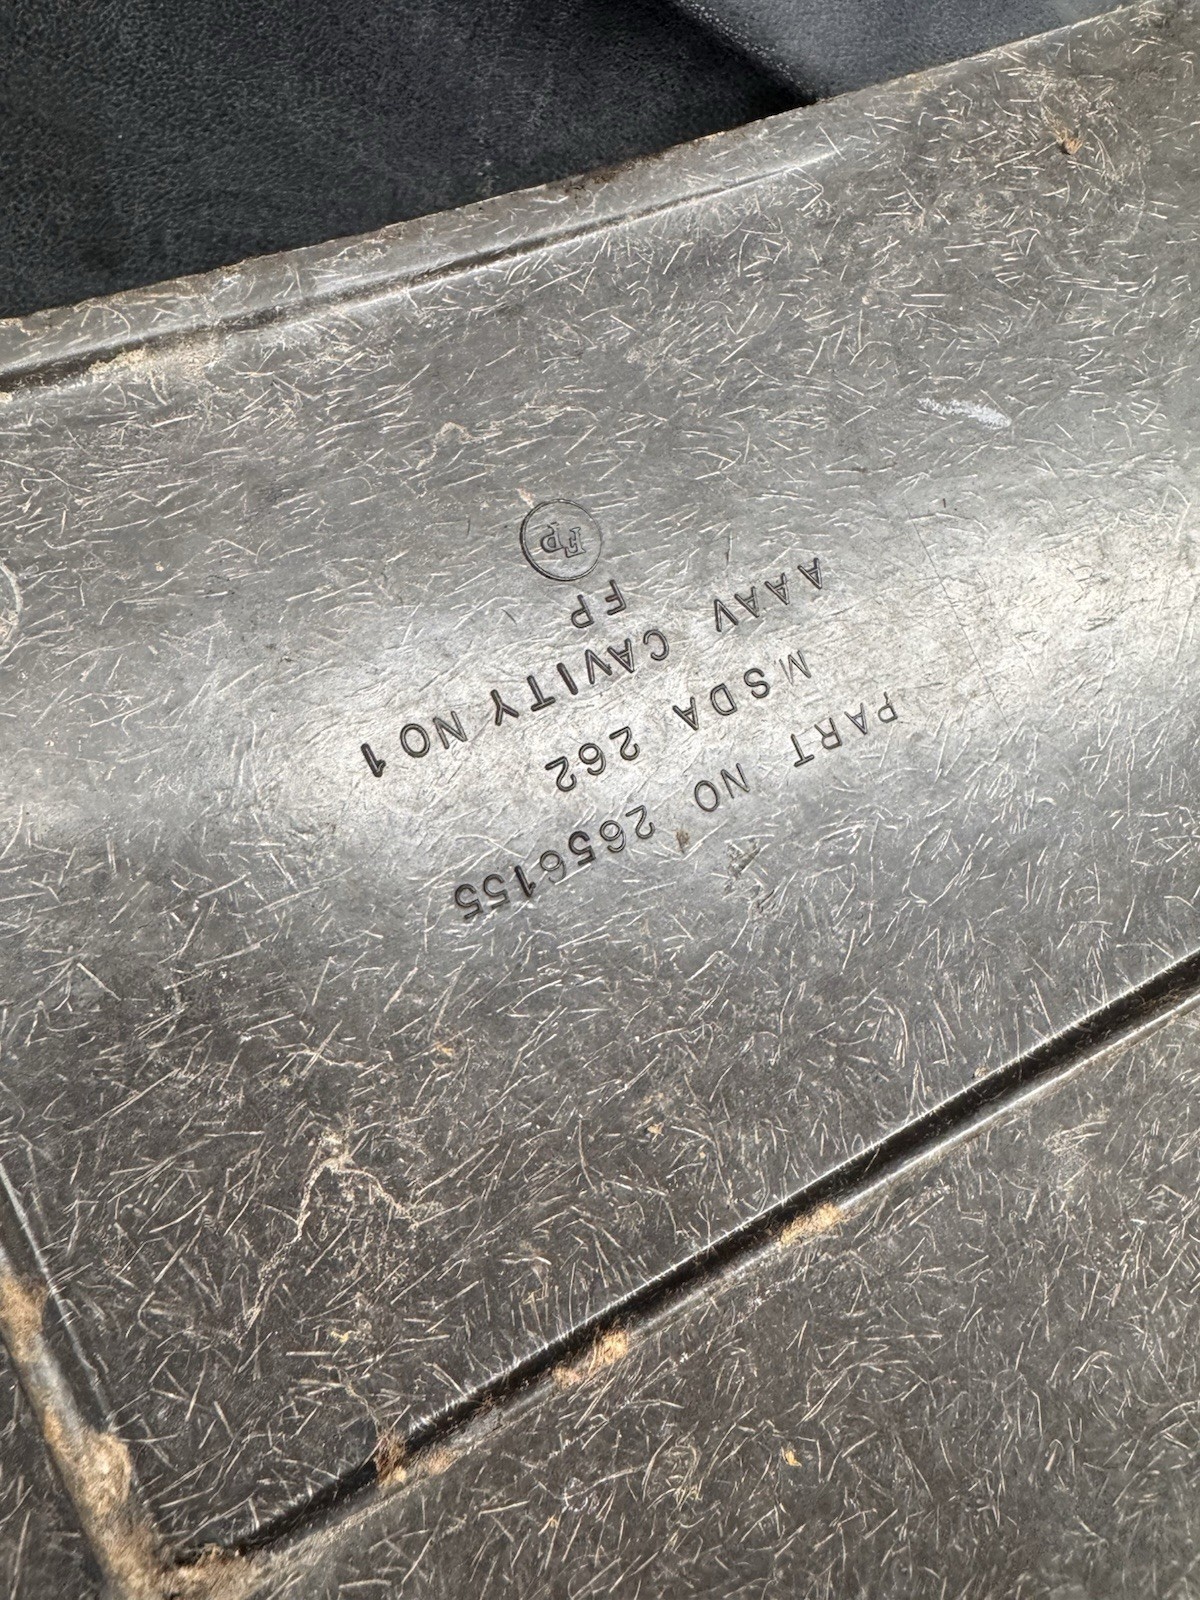 PART NO 2656155
MSDA 262
AAAV CAVITY NO 1
FP
FP